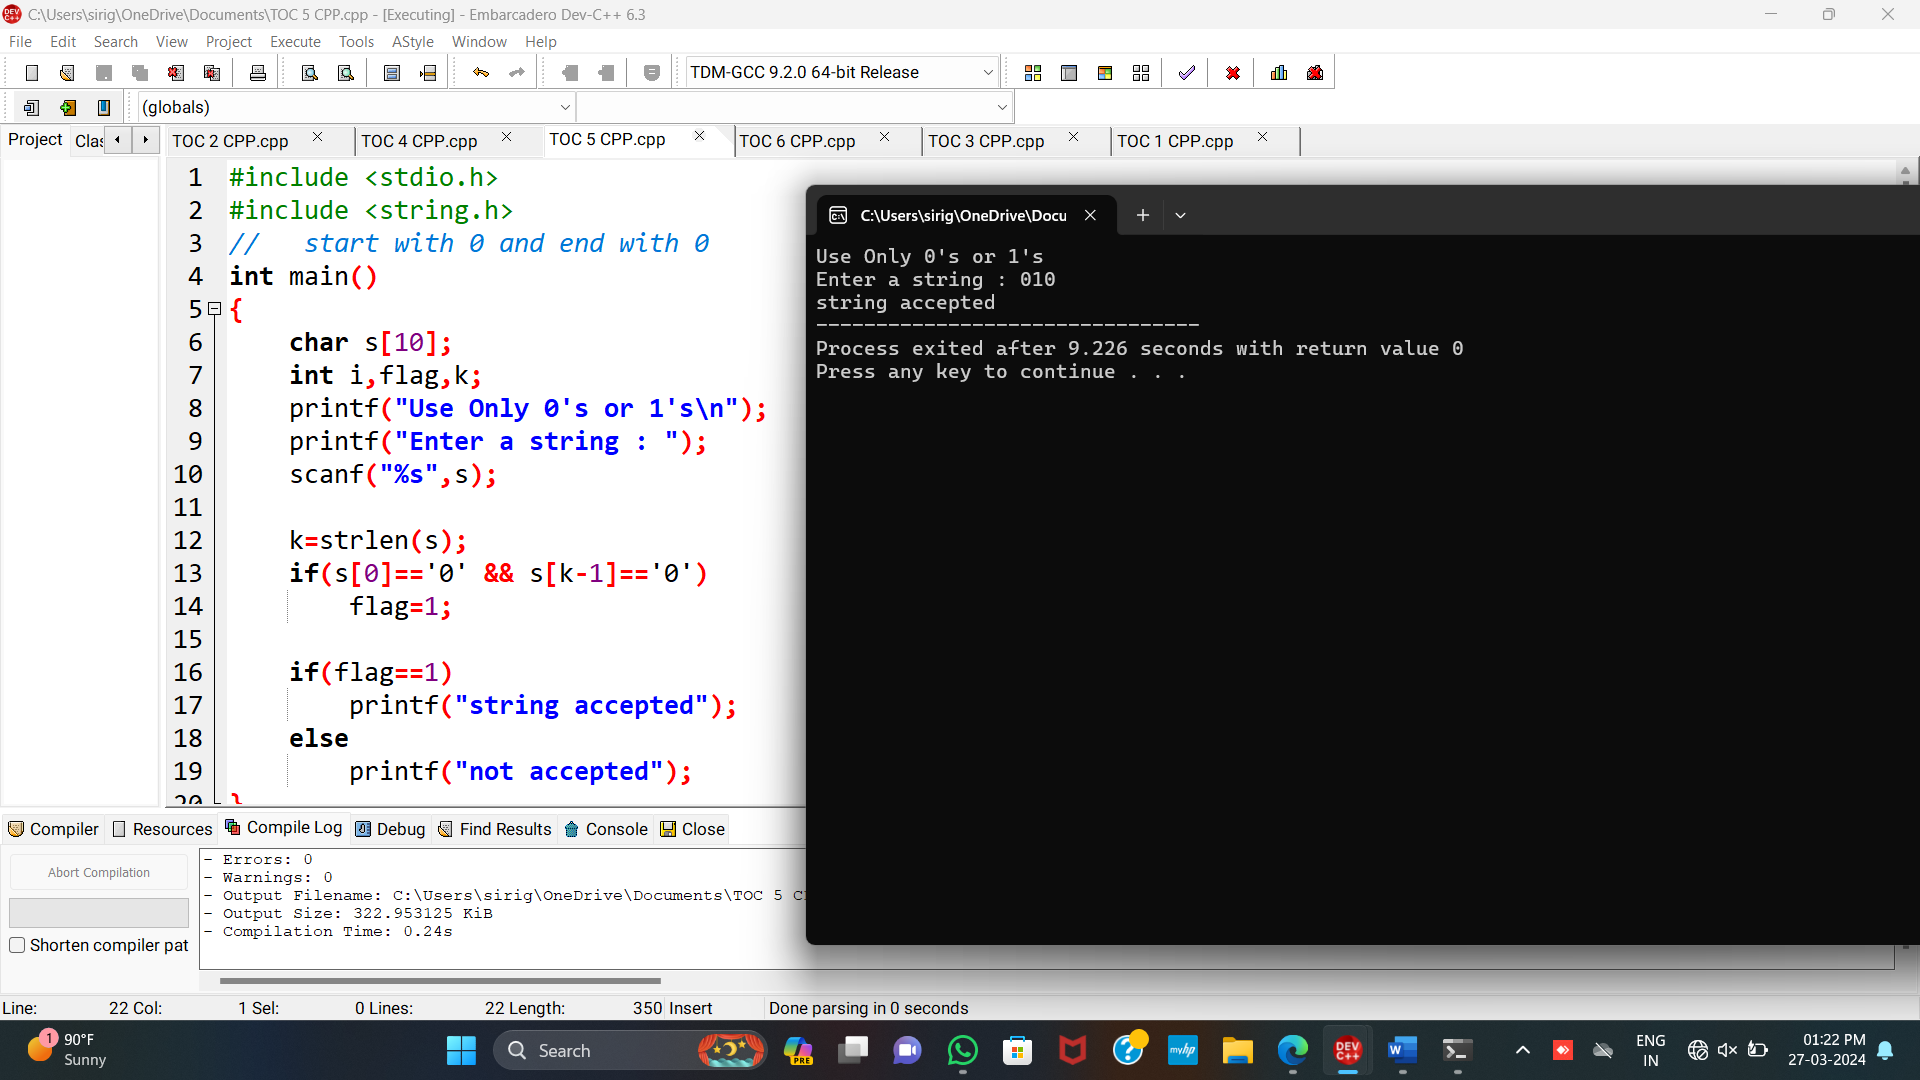 C:\Users\sirig\OneDrive\Documents\TOC 5 CPP.cpp - [Executing] - Embarcadero Dev-C++ 6.3
File Edit Search View Project Execute Tools AStyle Window Help
TDM-GCC 9.2.0 64-bit Release
(globals)
Project Clas TOC 2 CPP.cpp TOC 4 CPP.cpp TOC 5 CPP.cpp TOC 6 CPP.cpp TOC 3 CPP.cpp TOC 1 CPP.cpp
1 #include <stdio.h>
2 #include <string.h>
3 //   start with 0 and end with 0
4 int main()
5 {
6 char s[10];
7 int i,flag,k;
8 printf("Use Only 0's or 1's\n");
9 printf("Enter a string : ");
10 scanf("%s",s);
11
12 k=strlen(s);
13 if(s[0]=='0' && s[k-1]=='0')
14 flag=1;
15
16 if(flag==1)
17 printf("string accepted");
18 else
19 printf("not accepted");
20 }
C:\Users\sirig\OneDrive\Docu
Use Only 0's or 1's
Enter a string : 010
string accepted
--------------------------------
Process exited after 9.226 seconds with return value 0
Press any key to continue . . .
Compiler Resources Compile Log Debug Find Results Console Close
Abort Compilation
Shorten compiler pat
- Errors: 0
- Warnings: 0
- Output Filename: C:\Users\sirig\OneDrive\Documents\TOC 5 C
- Output Size: 322.953125 KiB
- Compilation Time: 0.24s
Line: 22 Col: 1 Sel: 0 Lines: 22 Length: 350 Insert Done parsing in 0 seconds
1
90°F
Sunny
Search
PRE
myhp
DEV
C++
W
ENG
IN
01:22 PM
27-03-2024